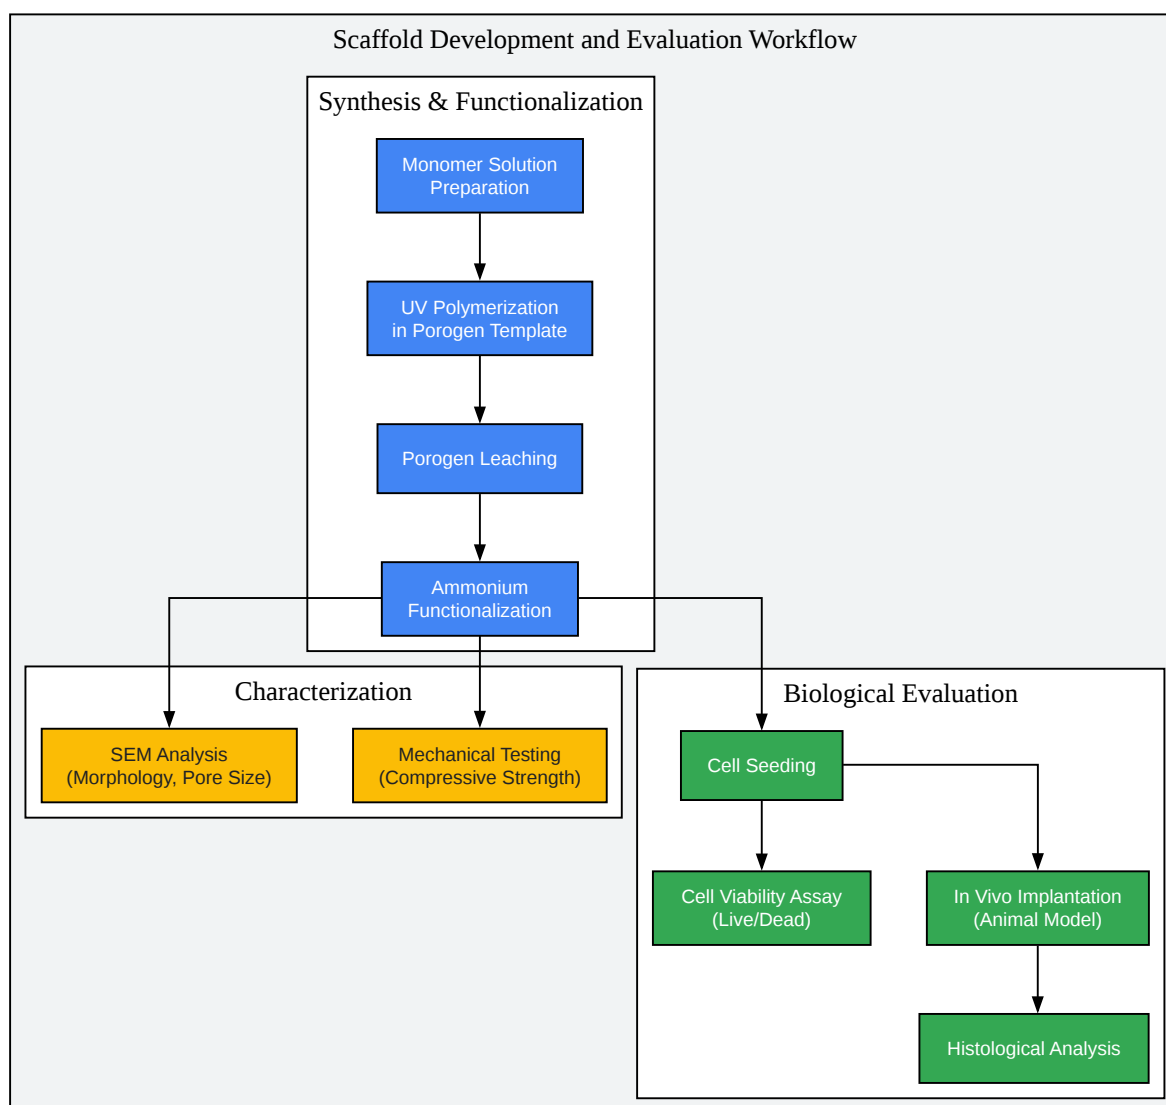 Scaffold Development and Evaluation Workflow
Synthesis & Functionalization
Monomer Solution
Preparation
UV Polymerization
in Porogen Template
Porogen Leaching
Ammonium
Functionalization
Characterization
SEM Analysis
(Morphology, Pore Size)
Mechanical Testing
(Compressive Strength)
Biological Evaluation
Cell Seeding
Cell Viability Assay
(Live/Dead)
In Vivo Implantation
(Animal Model)
Histological Analysis